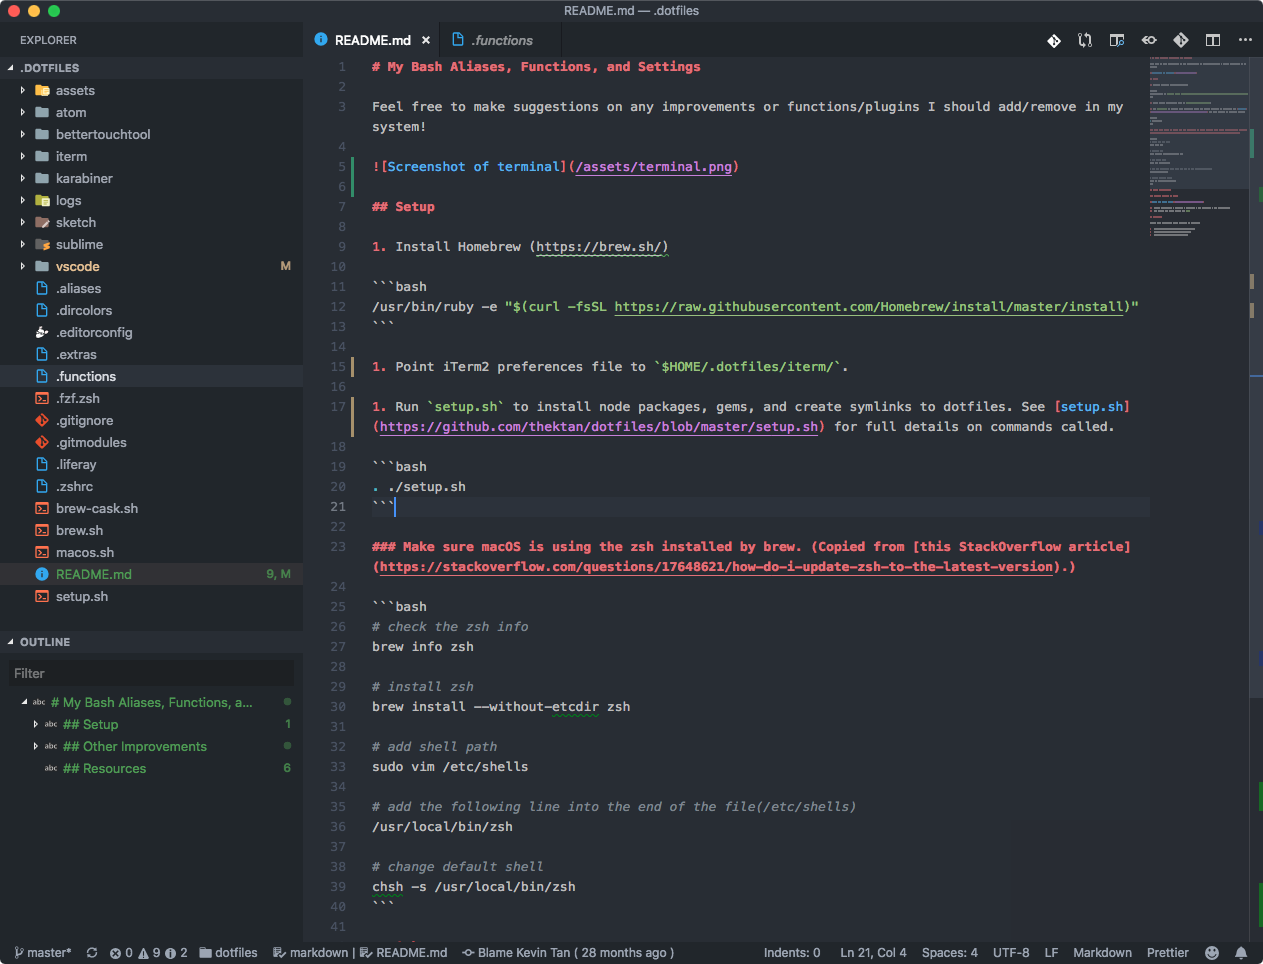 README.md — .dotfiles
EXPLORER
.DOTFILES
assets
atom
bettertouchtool
iterm
karabiner
logs
sketch
sublime
vscode M
.aliases
.dircolors
.editorconfig
.extras
.functions
.fzf.zsh
.gitignore
.gitmodules
.liferay
.zshrc
brew-cask.sh
brew.sh
macos.sh
README.md 9, M
setup.sh
OUTLINE
Filter
abc # My Bash Aliases, Functions, a...
abc ## Setup 1
abc ## Other Improvements
abc ## Resources 6
README.md × .functions
1 # My Bash Aliases, Functions, and Settings
2
3 Feel free to make suggestions on any improvements or functions/plugins I should add/remove in my
system!
4
5 ![Screenshot of terminal](/assets/terminal.png)
6
7 ## Setup
8
9 1. Install Homebrew (https://brew.sh/)
10
11 ```bash
12 /usr/bin/ruby -e "$(curl -fsSL https://raw.githubusercontent.com/Homebrew/install/master/install)"
13 ```
14
15 1. Point iTerm2 preferences file to `$HOME/.dotfiles/iterm/`.
16
17 1. Run `setup.sh` to install node packages, gems, and create symlinks to dotfiles. See [setup.sh]
(https://github.com/thektan/dotfiles/blob/master/setup.sh) for full details on commands called.
18
19 ```bash
20 . ./setup.sh
21 ```
22
23 ### Make sure macOS is using the zsh installed by brew. (Copied from [this StackOverflow article]
(https://stackoverflow.com/questions/17648621/how-do-i-update-zsh-to-the-latest-version).)
24
25 ```bash
26 # check the zsh info
27 brew info zsh
28
29 # install zsh
30 brew install --without-etcdir zsh
31
32 # add shell path
33 sudo vim /etc/shells
34
35 # add the following line into the end of the file(/etc/shells)
36 /usr/local/bin/zsh
37
38 # change default shell
39 chsh -s /usr/local/bin/zsh
40 ```
41
master* 0 9 2 dotfiles markdown | README.md Blame Kevin Tan ( 28 months ago ) Indents: 0 Ln 21, Col 4 Spaces: 4 UTF-8 LF Markdown Prettier